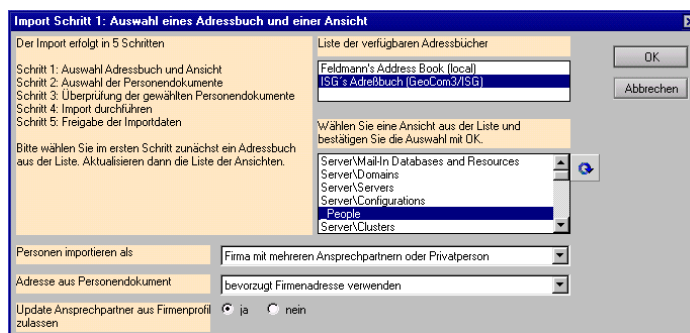 Import Schritt 1: Auswahl eines Adressbuch und einer Ansicht
Der Import erfolgt in 5 Schritten
Schritt 1: Auswahl Adressbuch und Ansicht
Schritt 2: Auswahl der Personendokumente
Schritt 3: Überprüfung der gewählten Personendokumente
Schritt 4: Import durchführen
Schritt 5: Freigabe der Importdaten
Bitte wählen Sie im ersten Schritt zunächst ein Adressbuch
aus der Liste. Aktualisieren dann die Liste der Ansichten.
Liste der verfügbaren Adressbücher
Feldmann's Address Book (local)
ISG´s Adreßbuch (GeoCom3/ISG)
OK
Abbrechen
Wählen Sie eine Ansicht aus der Liste und
bestätigen Sie die Auswahl mit OK.
Server\Mail-In Databases and Resources
Server\Domains
Server\Servers
Server\Configurations
People
Server\Clusters
Personen importieren als
Firma mit mehreren Ansprechpartnern oder Privatperson
Adresse aus Personendokument
bevorzugt Firmenadresse verwenden
Update Ansprechpartner aus Firmenprofil
zulassen
ja nein